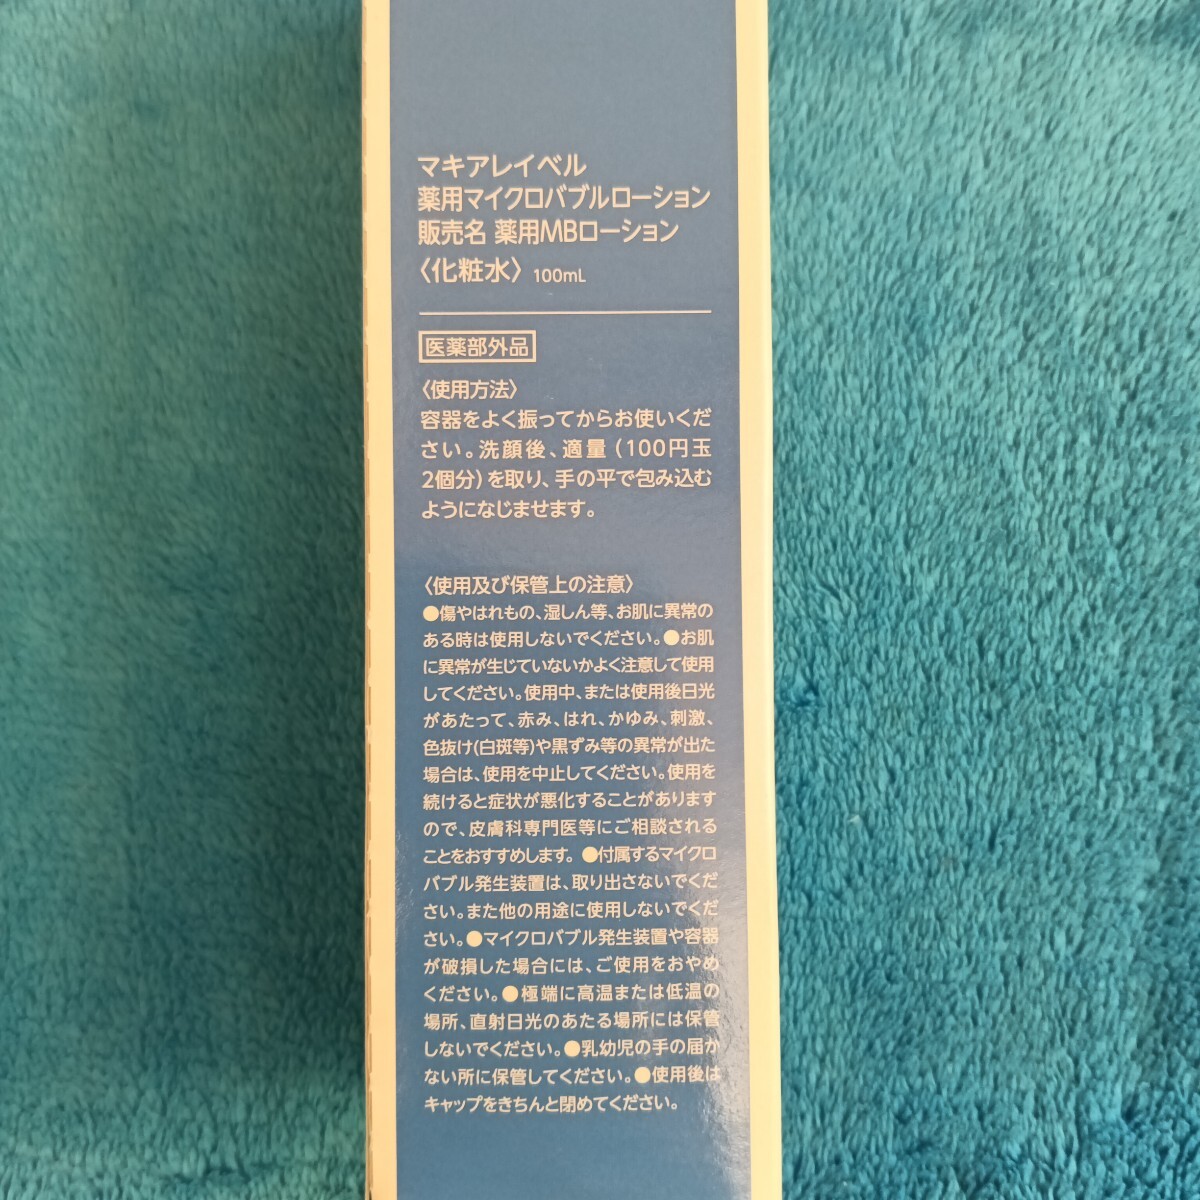 マキアレイベル
薬用マイクロバブルローション
販売名 薬用MBローション
〈化粧水〉 100mL
医薬部外品
〈使用方法〉
容器をよく振ってからお使いくだ
さい。洗顔後、適量(100円玉
2個分)を取り、手の平で包み込む
ようになじませます。
〈使用及び保管上の注意〉
●傷やはれもの、湿しん等、お肌に異常の
ある時は使用しないでください。●お肌
に異常が生じていないかよく注意して使用
してください。使用中、または使用後日光
があたって、赤み、はれ、かゆみ、刺激、
色抜け(白斑等)や黒ずみ等の異常が出た
場合は、使用を中止してください。使用を
続けると症状が悪化することがあります
ので、皮膚科専門医等にご相談される
ことをおすすめします。●付属するマイクロ
バブル発生装置は、取り出さないでくだ
さい。また他の用途に使用しないでくだ
さい。●マイクロバブル発生装置や容器
が破損した場合には、ご使用をおやめ
ください。●極端に高温または低温の
場所、直射日光のあたる場所には保管
しないでください。●乳幼児の手の届か
ない所に保管してください。●使用後は
キャップをきちんと閉めてください。